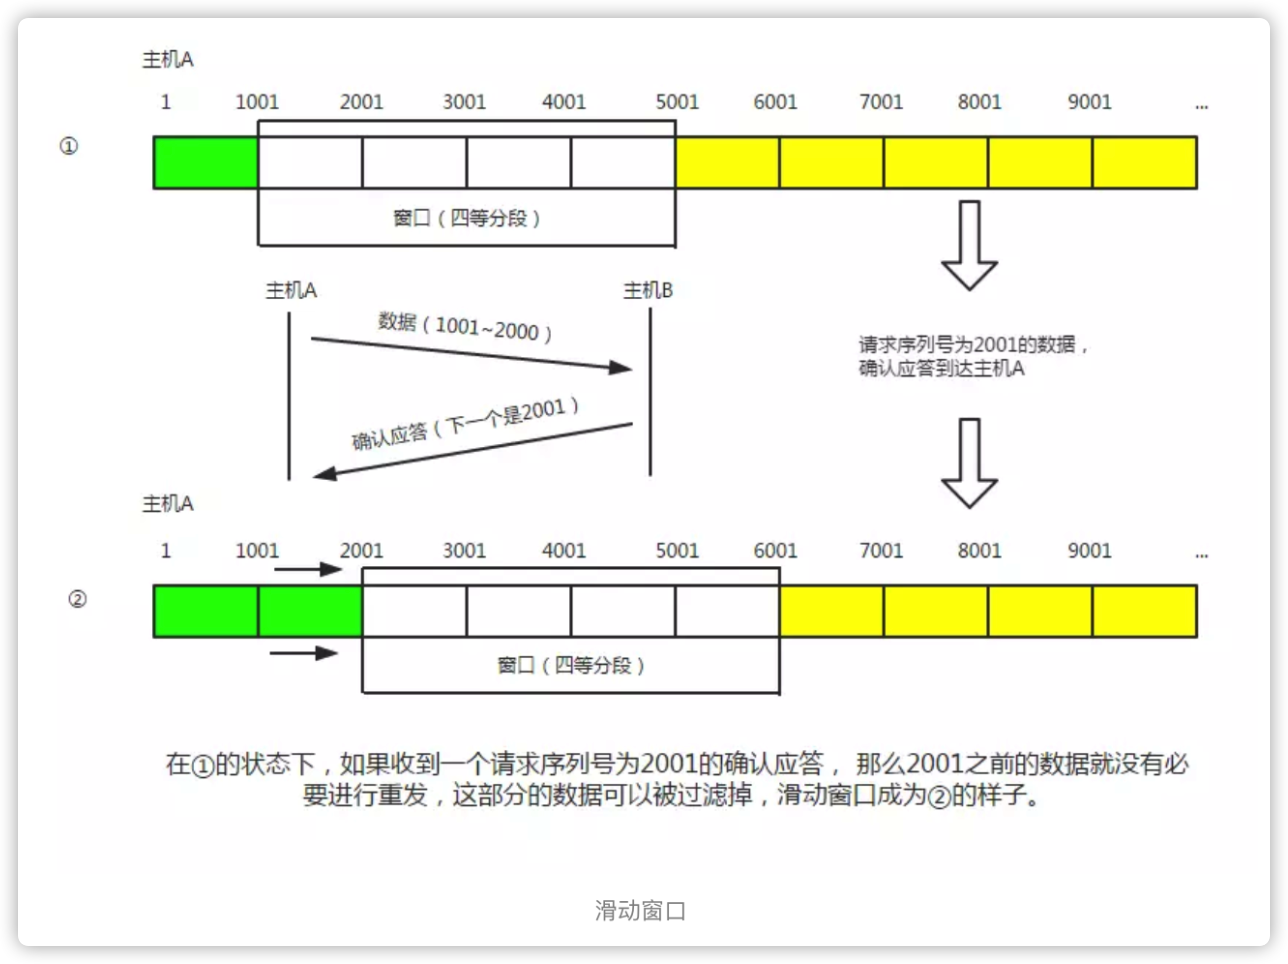 主机A
1 1001 2001 3001 4001 5001 6001 7001 8001 9001 ...
①
窗口（四等分段）
主机A 主机B
数据（1001~2000）
请求序列号为2001的数据，
确认应答到达主机A
确认应答（下一个是2001）
主机A
1 1001 2001 3001 4001 5001 6001 7001 8001 9001 ...
②
窗口（四等分段）
在①的状态下，如果收到一个请求序列号为2001的确认应答， 那么2001之前的数据就没有必
要进行重发，这部分的数据可以被过滤掉，滑动窗口成为②的样子。
滑动窗口